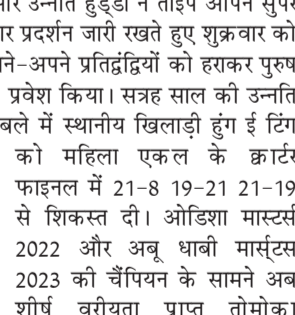 और उन्नति हुड्डा ने ताइपे ओपन सुपर
र प्रदर्शन जारी रखते हुए शुक्रवार को
ने-अपने प्रतिद्वंद्वियों को हराकर पुरुष
प्रवेश किया। सत्रह साल की उन्नति
बले में स्थानीय खिलाड़ी हुंग ई टिंग
को महिला एकल के क्वार्टर
फाइनल में 21-8 19-21 21-19
से शिकस्त दी। ओडिशा मास्टर्स
2022 और अबू धाबी मास्र्टस
2023 की चैंपियन के सामने अब
शीर्ष वरीयता प्राप्त तोमोका